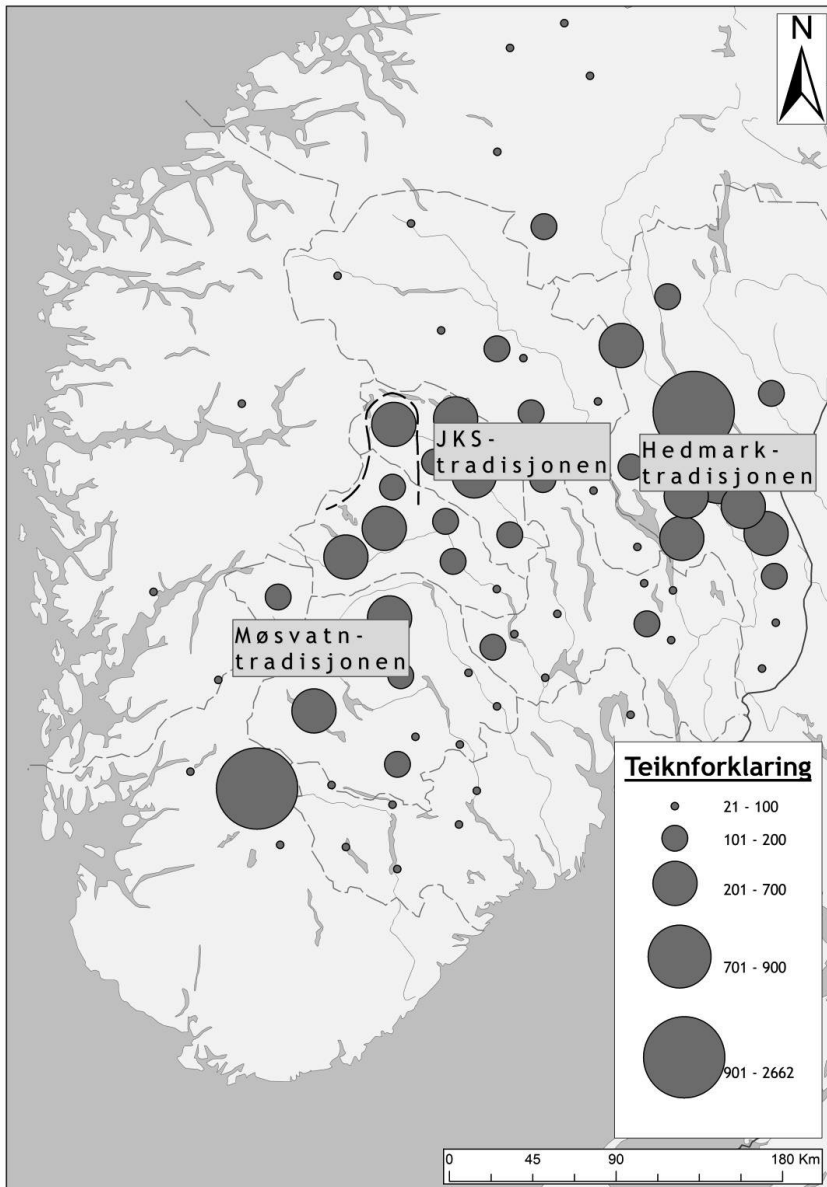 N
JKS-
tradisjonen
Hedmark-
tradisjonen
Møsvatn-
tradisjonen
Teiknforklaring
21 - 100
101 - 200
201 - 700
701 - 900
901 - 2662
0 45 90 180 Km